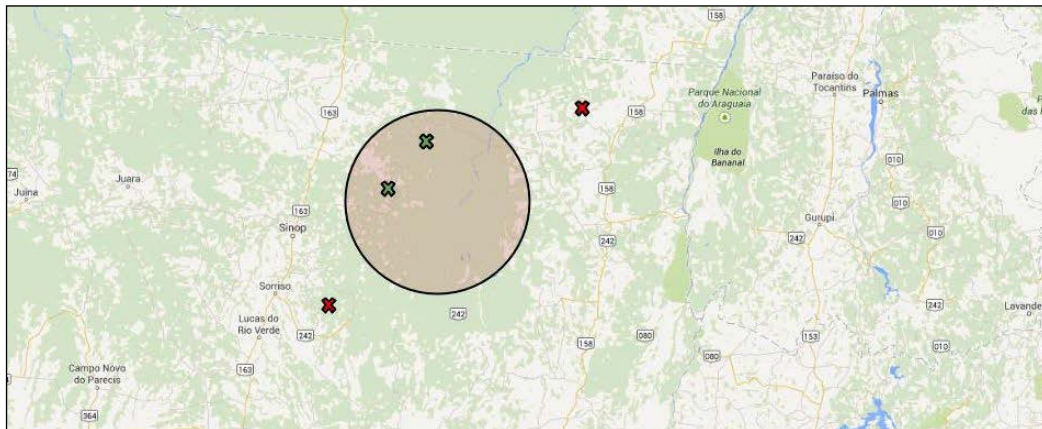 158
163
158
Parque Nacional
do Araguaia
Paraíso do
Tocantins
Palmas
das
74
Juara
Juína
010
Ilha do
Bananal
163
158
010
Sinop
Gurupi
242
242
010
Sorriso
242
Lavande
Lucas do
Rio Verde
242
242
080
153
010
158
080
163
Campo Novo
do Parecis
364